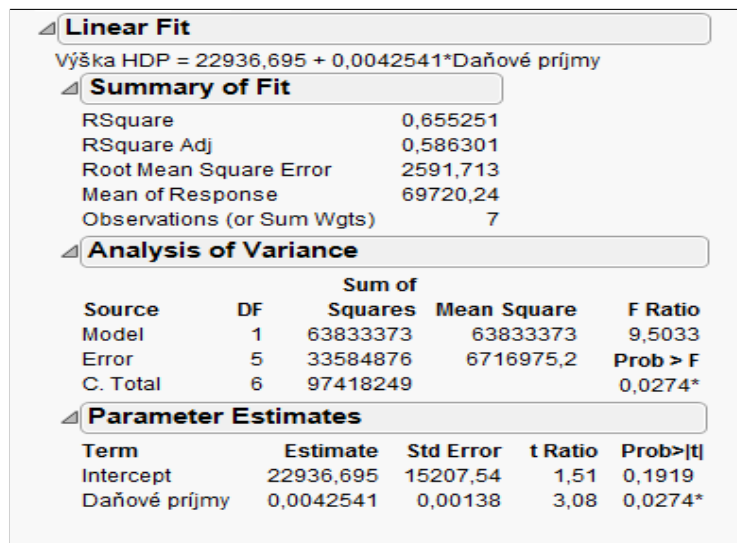 Linear Fit
Výška HDP = 22936,695 + 0,0042541*Daňové príjmy
Summary of Fit
RSquare 0,655251
RSquare Adj 0,586301
Root Mean Square Error 2591,713
Mean of Response 69720,24
Observations (or Sum Wgts) 7
Analysis of Variance
Sum of
Source DF Squares Mean Square F Ratio
Model 1 63833373 63833373 9,5033
Error 5 33584876 6716975,2 Prob > F
C. Total 6 97418249 0,0274*
Parameter Estimates
Term Estimate Std Error t Ratio Prob>|t|
Intercept 22936,695 15207,54 1,51 0,1919
Daňové príjmy 0,0042541 0,00138 3,08 0,0274*